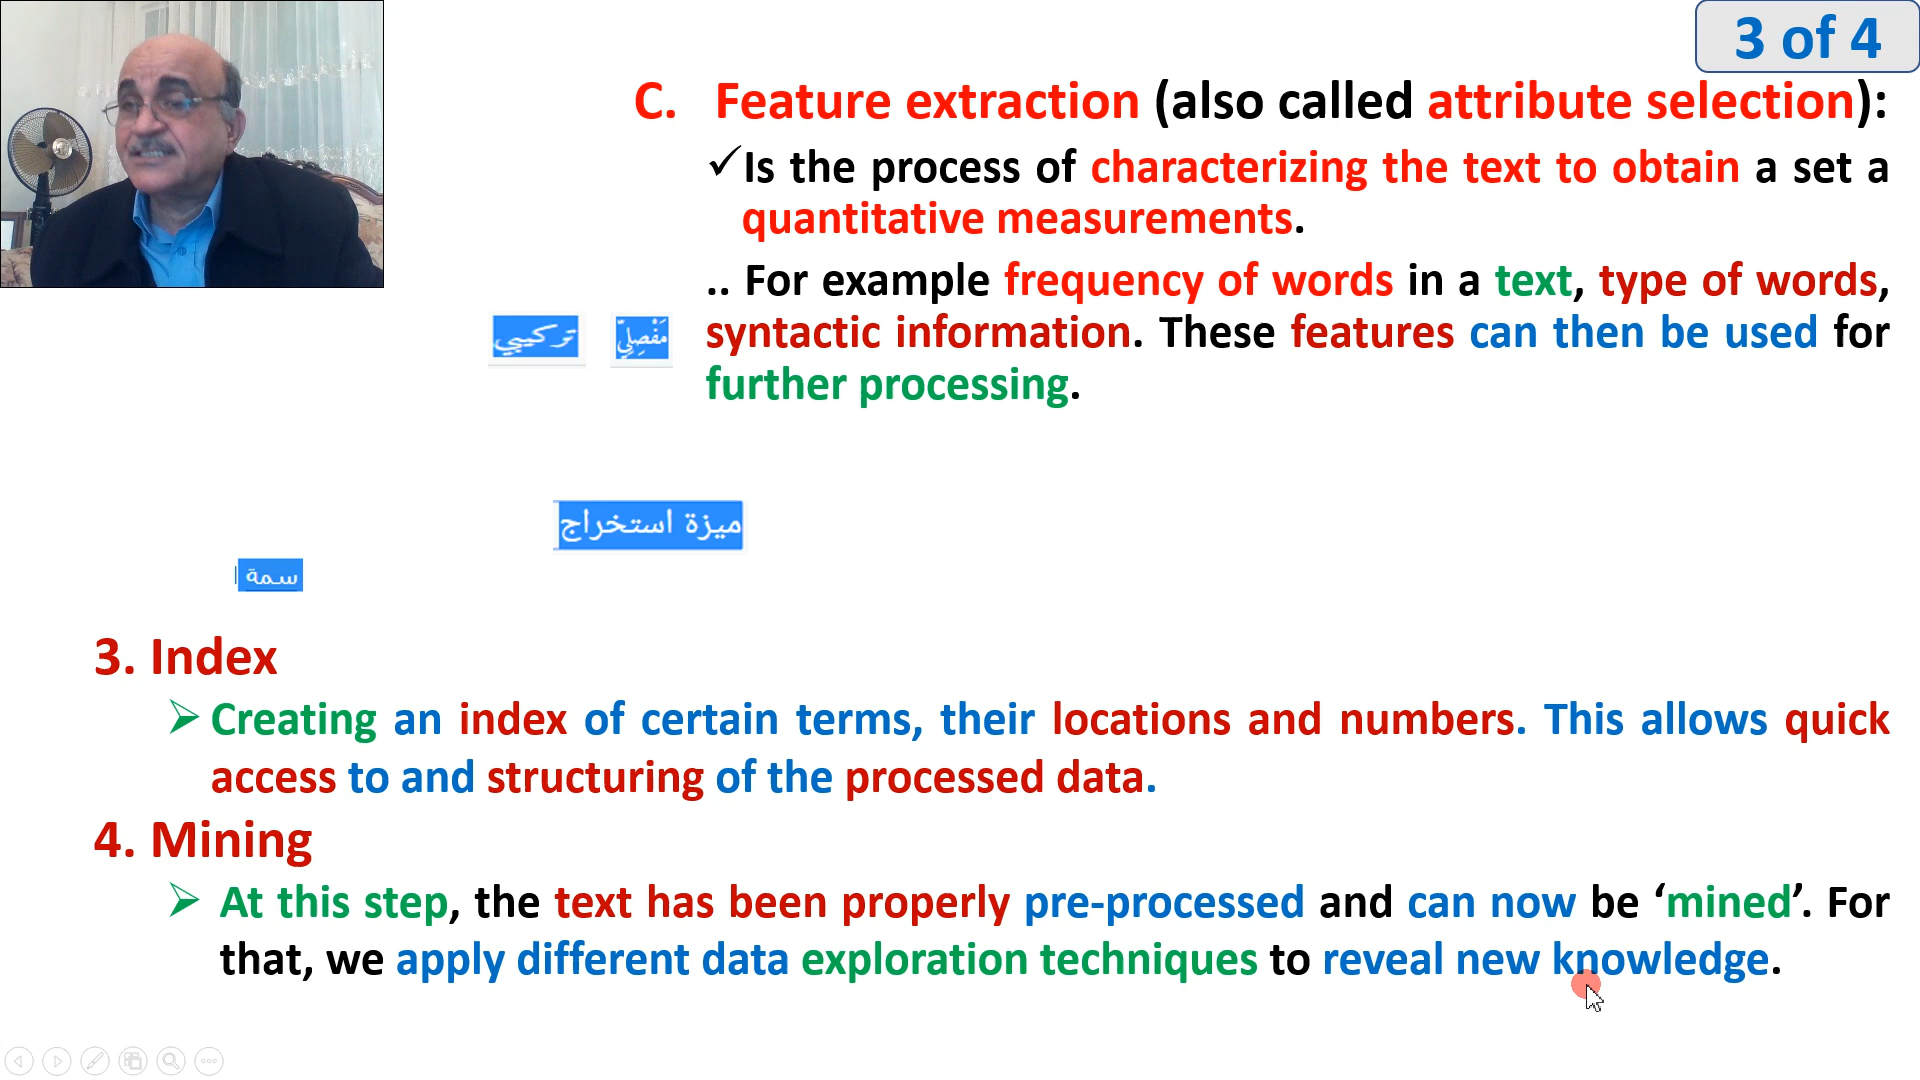 3 of 4
C. Feature extraction (also called attribute selection):
✓Is the process of characterizing the text to obtain a set a
quantitative measurements.
.. For example frequency of words in a text, type of words,
تركيبي مَفْصِلِيّ syntactic information. These features can then be used for
further processing.
ميزة استخراج
سمة
3. Index
➢ Creating an index of certain terms, their locations and numbers. This allows quick
access to and structuring of the processed data.
4. Mining
➢ At this step, the text has been properly pre-processed and can now be ‘mined’. For
that, we apply different data exploration techniques to reveal new knowledge.